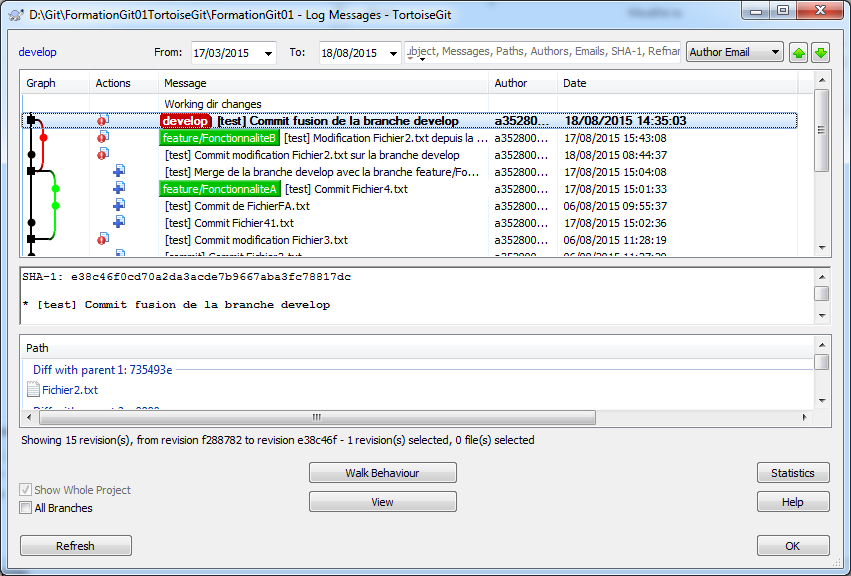 D:\Git\FormationGit01TortoiseGit\FormationGit01 - Log Messages - TortoiseGit
develop From: 17/03/2015 To: 18/08/2015 ubject, Messages, Paths, Authors, Emails, SHA-1, Refnar Author Email
Graph Actions Message Author Date
Working dir changes
develop [test] Commit fusion de la branche develop a352800... 18/08/2015 14:35:03
feature/FonctionnaliteB [test] Modification Fichier2.txt depuis la ... a352800... 17/08/2015 15:43:08
[test] Commit modification Fichier2.txt sur la branche develop a352800... 18/08/2015 08:44:37
[test] Merge de la branche develop avec la branche feature/Fo... a352800... 17/08/2015 15:04:08
feature/FonctionnaliteA [test] Commit Fichier4.txt a352800... 17/08/2015 15:01:33
[test] Commit de FichierFA.txt a352800... 06/08/2015 09:55:37
[test] Commit Fichier41.txt a352800... 17/08/2015 15:02:36
[test] Commit modification Fichier3.txt a352800... 06/08/2015 11:28:19
SHA-1: e38c46f0cd70a2da3acde7b9667aba3fc78817dc
* [test] Commit fusion de la branche develop
Path
Diff with parent 1: 735493e
Fichier2.txt
Showing 15 revision(s), from revision f288782 to revision e38c46f - 1 revision(s) selected, 0 file(s) selected
Walk Behaviour Statistics
Show Whole Project
View Help
All Branches
Refresh OK